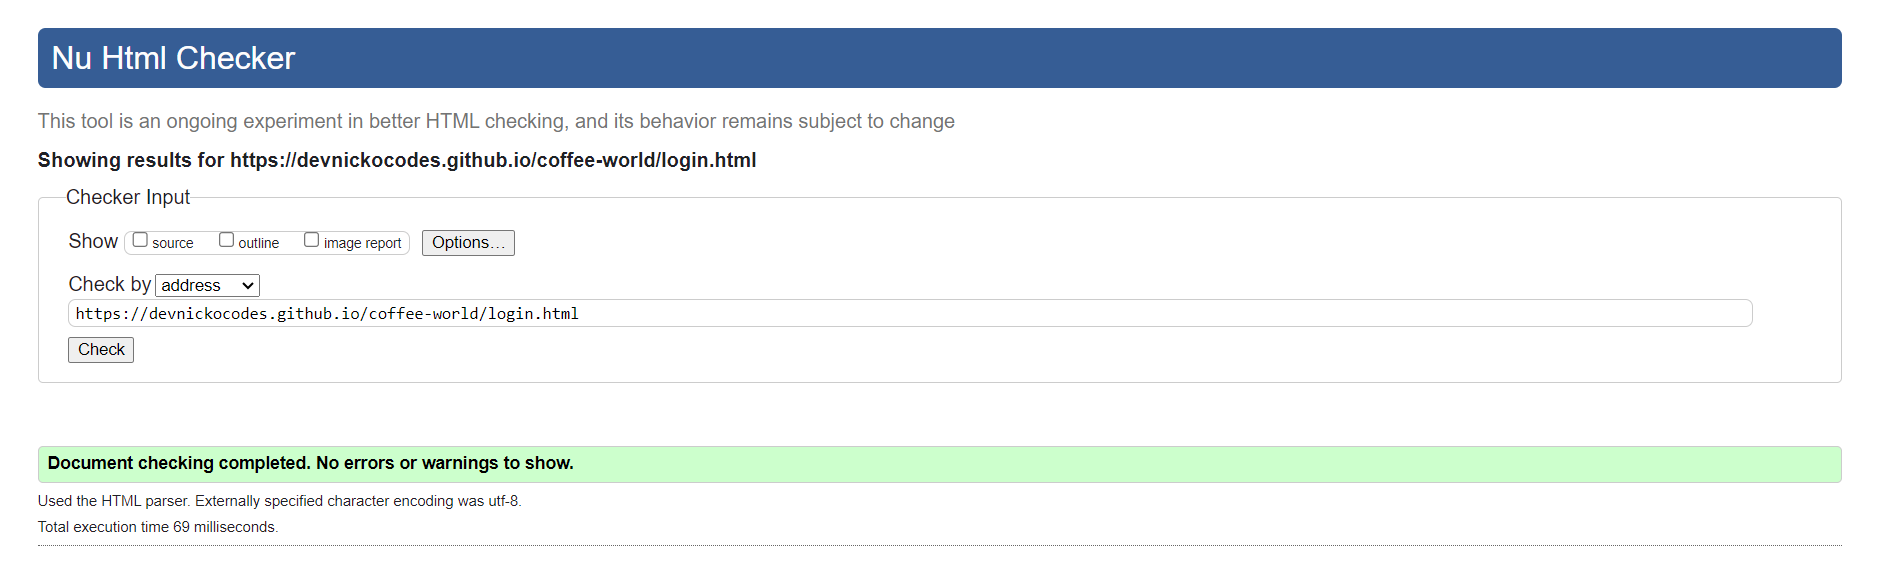 Nu Html Checker
This tool is an ongoing experiment in better HTML checking, and its behavior remains subject to change
Showing results for https://devnickocodes.github.io/coffee-world/login.html
Checker Input
Show source outline image report Options...
Check by address
https://devnickocodes.github.io/coffee-world/login.html
Check
Document checking completed. No errors or warnings to show.
Used the HTML parser. Externally specified character encoding was utf-8.
Total execution time 69 milliseconds.